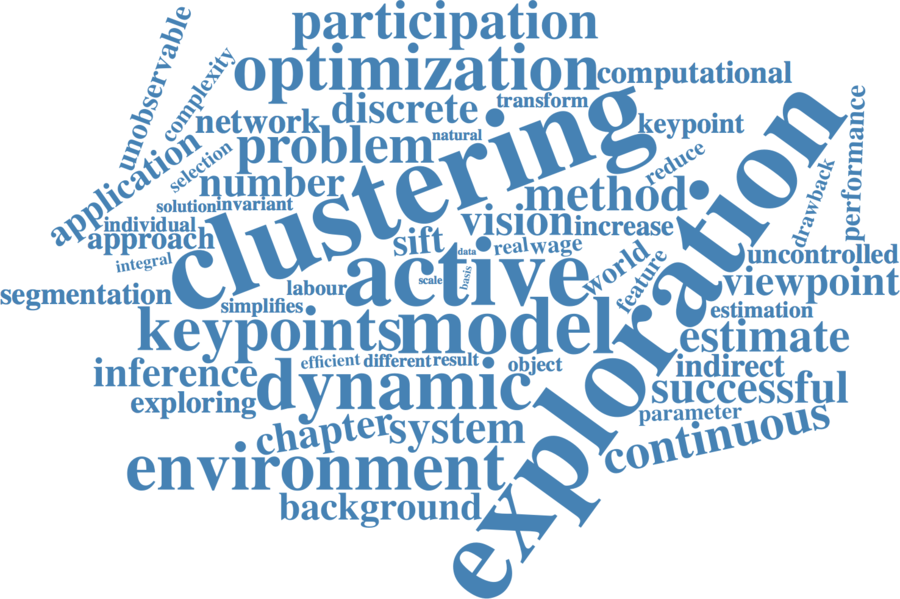 participation
unobservable
complexity
optimization
computational
discrete
transform
network
problem
natural
clustering
keypoint
performance
application
selection
number
reduce
method
exploration
drawback
solution
invariant
individual
approach
vision
increase
sift
data
real
wage
integral
active
world
uncontrolled
segmentation
labour
scale
basis
feature
viewpoint
simplifies
keypoints
model
estimation
estimate
inference
efficient
different
result
object
indirect
dynamic
successful
exploring
parameter
chapter
system
continuous
environment
background